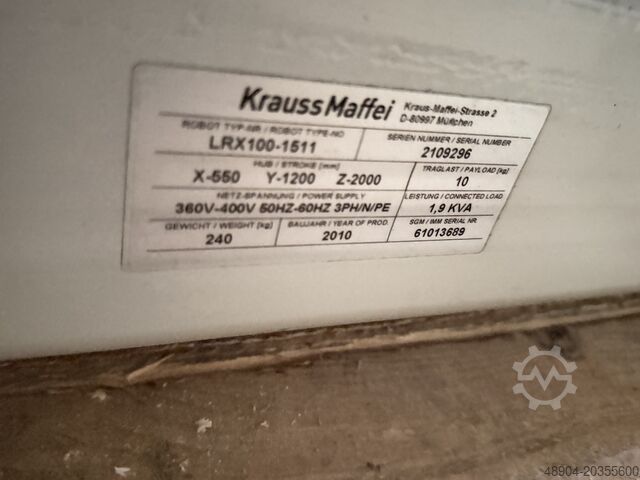 Krauss Maffei
Kraus-Maffei-Strasse 2
D-80997 München
ROBOT TYP-NR / ROBOT TYPE-NO
LRX100-1511
SERIEN NUMMER / SERIAL NUMBER
2109296
HUB / STROKE [mm]
X-550 Y-1200 Z-2000
TRAGLAST / PAYLOAD [kg]
10
NETZ-SPANNUNG / POWER SUPPLY
360V-400V 50HZ-60HZ 3PH/N/PE
LEISTUNG / CONNECTED LOAD
1,9 KVA
GEWICHT / WEIGHT [kg]
240
BAUJAHR / YEAR OF PROD.
2010
SGM / IMM SERIAL NR
61013689
48904-20355600